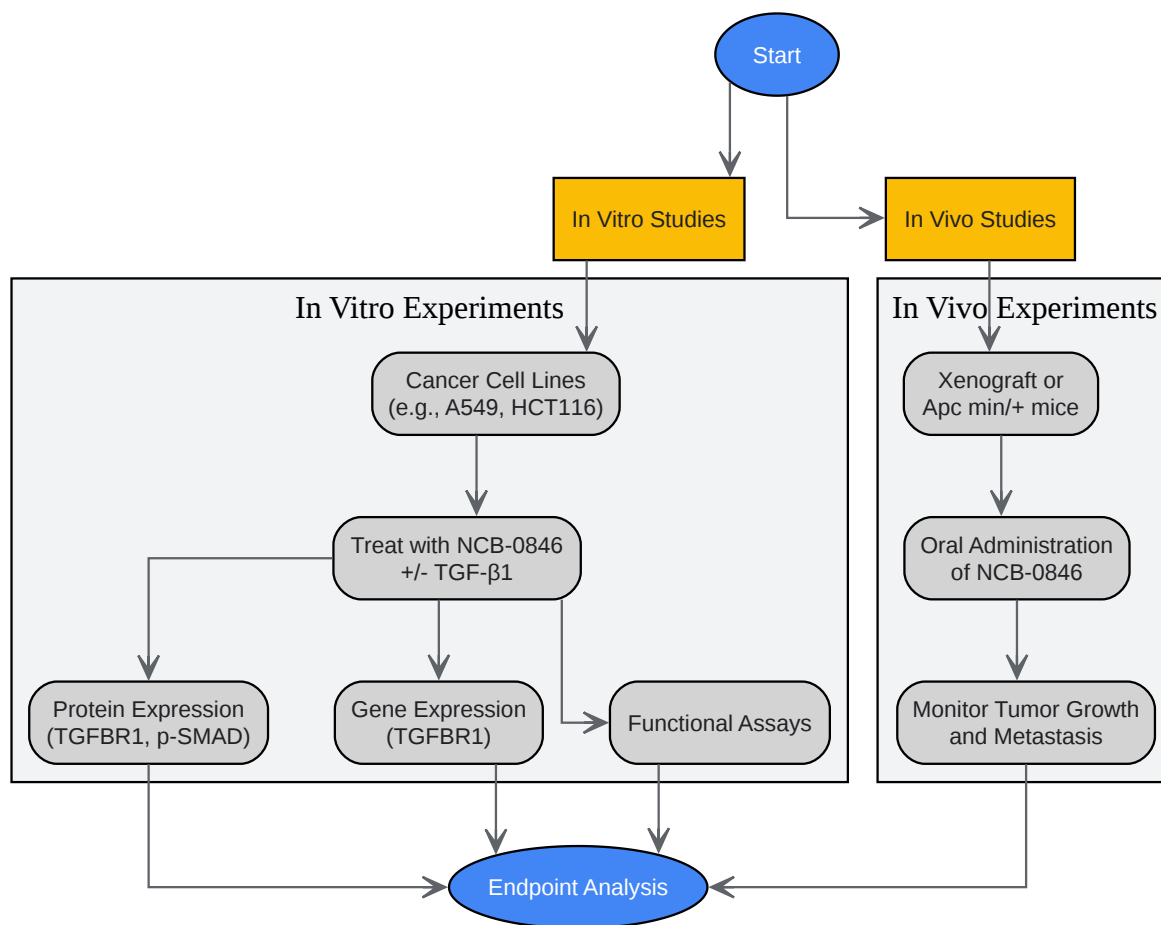 Start
In Vitro Studies
In Vivo Studies
In Vitro Experiments
In Vivo Experiments
Cancer Cell Lines
(e.g., A549, HCT116)
Xenograft or
Apc min/+ mice
Treat with NCB-0846
+/- TGF-β1
Oral Administration
of NCB-0846
Protein Expression
(TGFBR1, p-SMAD)
Gene Expression
(TGFBR1)
Functional Assays
Monitor Tumor Growth
and Metastasis
Endpoint Analysis